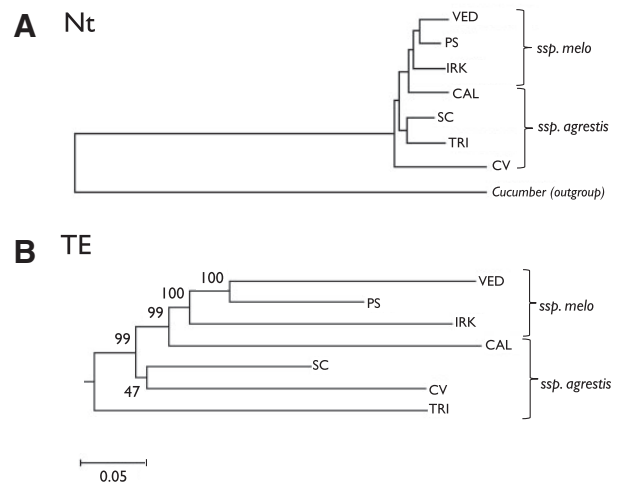 A Nt
VED
PS
IRK
ssp. melo
CAL
SC
TRI
ssp. agrestis
CV
Cucumber (outgroup)
B TE
100
VED
100
PS
99
IRK
ssp. melo
99
CAL
SC
47
CV
ssp. agrestis
TRI
0.05